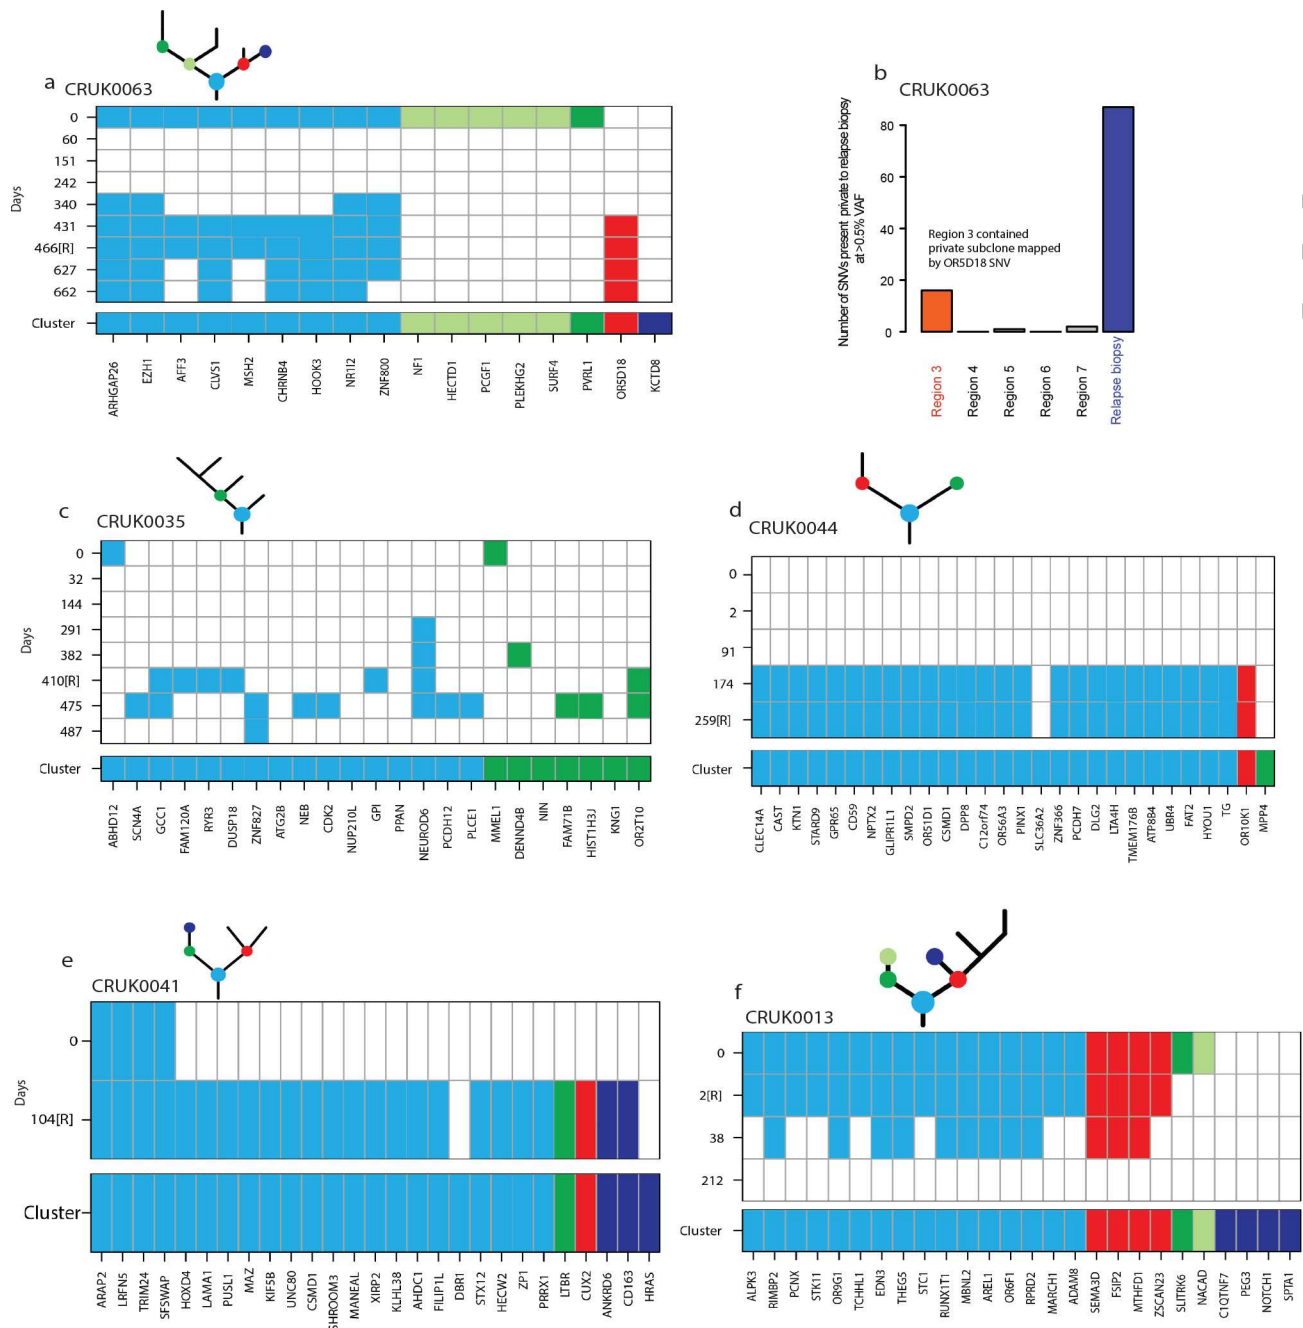 a
CRUK0063
0
60
151
242
340
431
466[R]
627
662
Cluster
Days
ARHGAP26
EZH1
AFF3
CLVS1
MSH2
CHRNB4
HOOK3
NR1I2
ZNF800
NF1
HECTD1
PCGF1
PLEKHG2
SURF4
PVRL1
OR5D18
KCTD8
b
CRUK0063
Number of SNVs present private to relapse biopsy
at >0.5% VAF
80
60
40
20
0
Region 3 contained
private subclone mapped
by OR5D18 SNV
Region 3
Region 4
Region 5
Region 6
Region 7
Relapse biopsy
c
CRUK0035
0
32
144
291
382
410[R]
475
487
Cluster
Days
ABHD12
SCN4A
GCC1
FAM120A
RYR3
DUSP18
ZNF827
ATG2B
NEB
CDK2
NUP210L
GPI
PPAN
NEUROD6
PCDH12
PLCE1
MMEL1
DENND4B
NIN
FAM71B
HIST1H3J
KNG1
OR2T10
d
CRUK0044
0
2
91
174
259[R]
Cluster
CLEC14A
CAST
KTN1
STARD9
GPR65
CD59
NPTX2
GLIPR1L1
SMPD2
OR51D1
CSMD1
DPP8
C12orf74
OR56A3
PINX1
SLC36A2
ZNF366
PCDH7
DLG2
LTA4H
TMEM176B
ATP8B4
UBR4
FAT2
HYOU1
TG
OR10K1
MPP4
e
CRUK0041
0
104[R]
Cluster
Days
ARAP2
LRFN5
TRIM24
SFSWAP
HOXD4
LAMA1
PUSL1
MAZ
KIF5B
UNC80
CSMD1
SHROOM3
MANEAL
XIRP2
KLHL38
AHDC1
FILIP1L
DBR1
STX12
HECW2
ZP1
PRRX1
LTBR
CUX2
ANKRD6
CD163
HRAS
f
CRUK0013
0
2[R]
38
212
Cluster
ALPK3
RIMBP2
PCNX
STK11
OR9G1
TCHHL1
EDN3
THEG5
STC1
RUNX1T1
MBNL2
AREL1
OR6F1
RPRD2
MARCH1
ADAM8
SEMA3D
FSIP2
MTHFD1
ZSCAN23
SLITRK6
NACAD
C1QTNF7
PEG3
NOTCH1
SPTA1